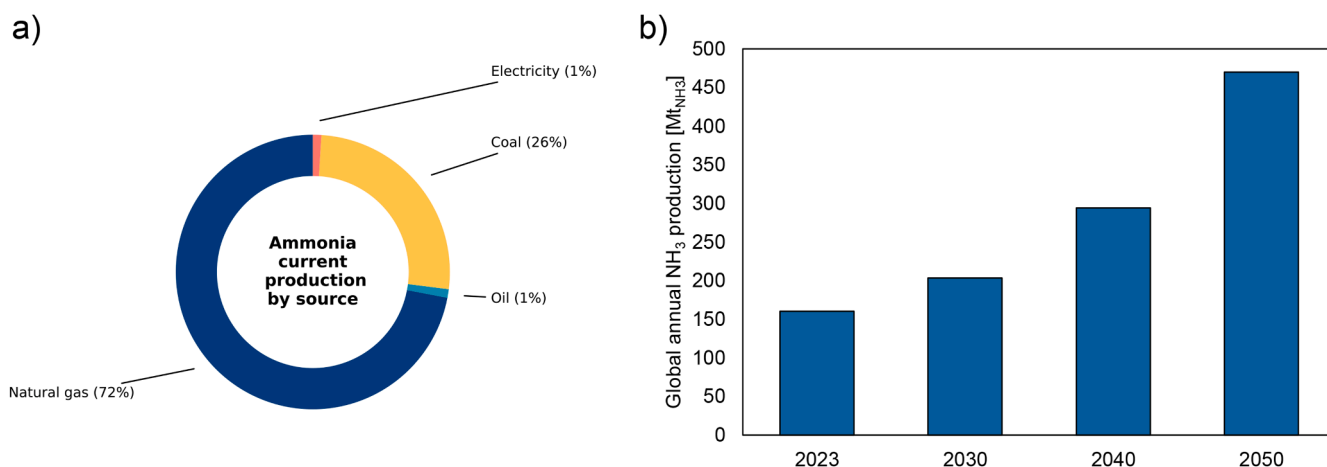 a)
Electricity (1%)
Coal (26%)
Ammonia
current
production
by source
Oil (1%)
Natural gas (72%)
b)
Global annual NH3 production [MtNH3]
500
450
400
350
300
250
200
150
100
50
0
2023
2030
2040
2050